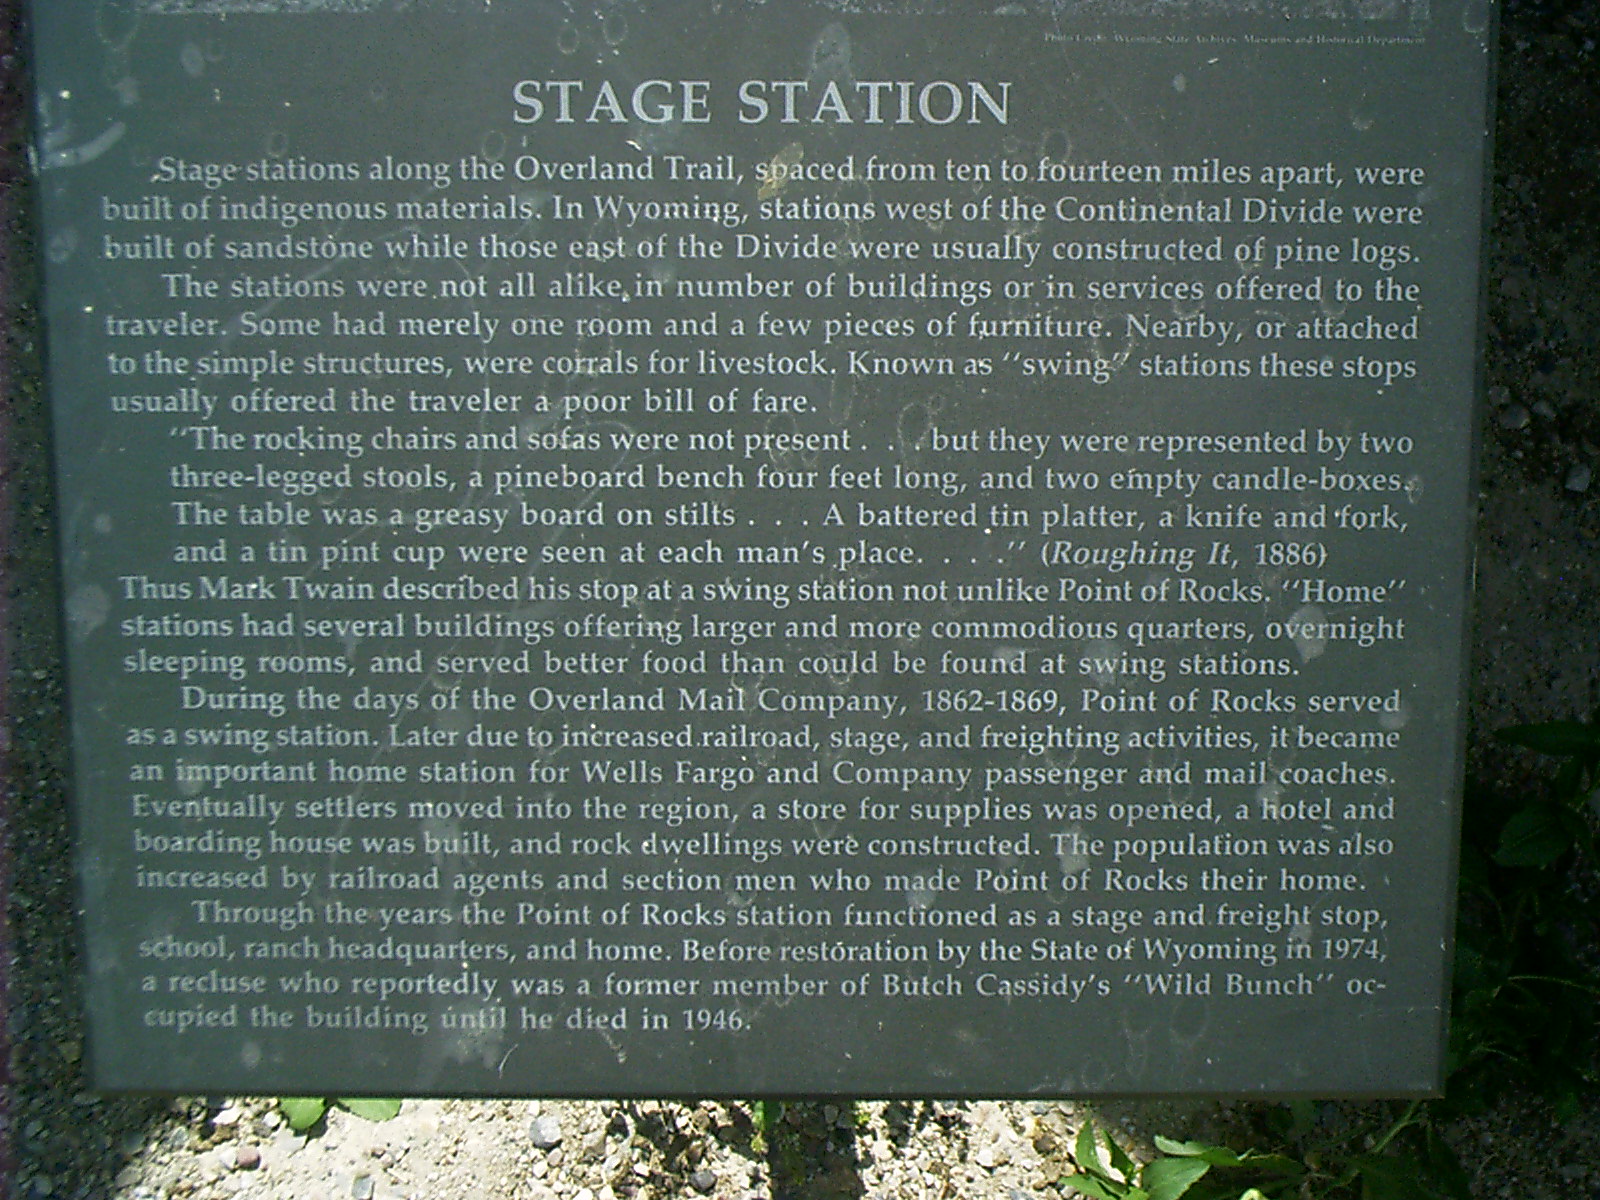 Photo Credit: Wyoming State Archives, Museums and Historical Department
STAGE STATION
Stage stations along the Overland Trail, spaced from ten to fourteen miles apart, were
built of indigenous materials. In Wyoming, stations west of the Continental Divide were
built of sandstone while those east of the Divide were usually constructed of pine logs.
The stations were not all alike in number of buildings or in services offered to the
traveler. Some had merely one room and a few pieces of furniture. Nearby, or attached
to the simple structures, were corrals for livestock. Known as "swing" stations these stops
usually offered the traveler a poor bill of fare.
"The rocking chairs and sofas were not present . . . but they were represented by two
three-legged stools, a pineboard bench four feet long, and two empty candle-boxes.
The table was a greasy board on stilts . . . A battered tin platter, a knife and fork,
and a tin pint cup were seen at each man's place. . . ." (Roughing It, 1886)
Thus Mark Twain described his stop at a swing station not unlike Point of Rocks. "Home"
stations had several buildings offering larger and more commodious quarters, overnight
sleeping rooms, and served better food than could be found at swing stations.
During the days of the Overland Mail Company, 1862-1869, Point of Rocks served
as a swing station. Later due to increased railroad, stage, and freighting activities, it became
an important home station for Wells Fargo and Company passenger and mail coaches.
Eventually settlers moved into the region, a store for supplies was opened, a hotel and
boarding house was built, and rock dwellings were constructed. The population was also
increased by railroad agents and section men who made Point of Rocks their home.
Through the years the Point of Rocks station functioned as a stage and freight stop,
school, ranch headquarters, and home. Before restoration by the State of Wyoming in 1974,
a recluse who reportedly was a former member of Butch Cassidy's "Wild Bunch" oc-
cupied the building until he died in 1946.